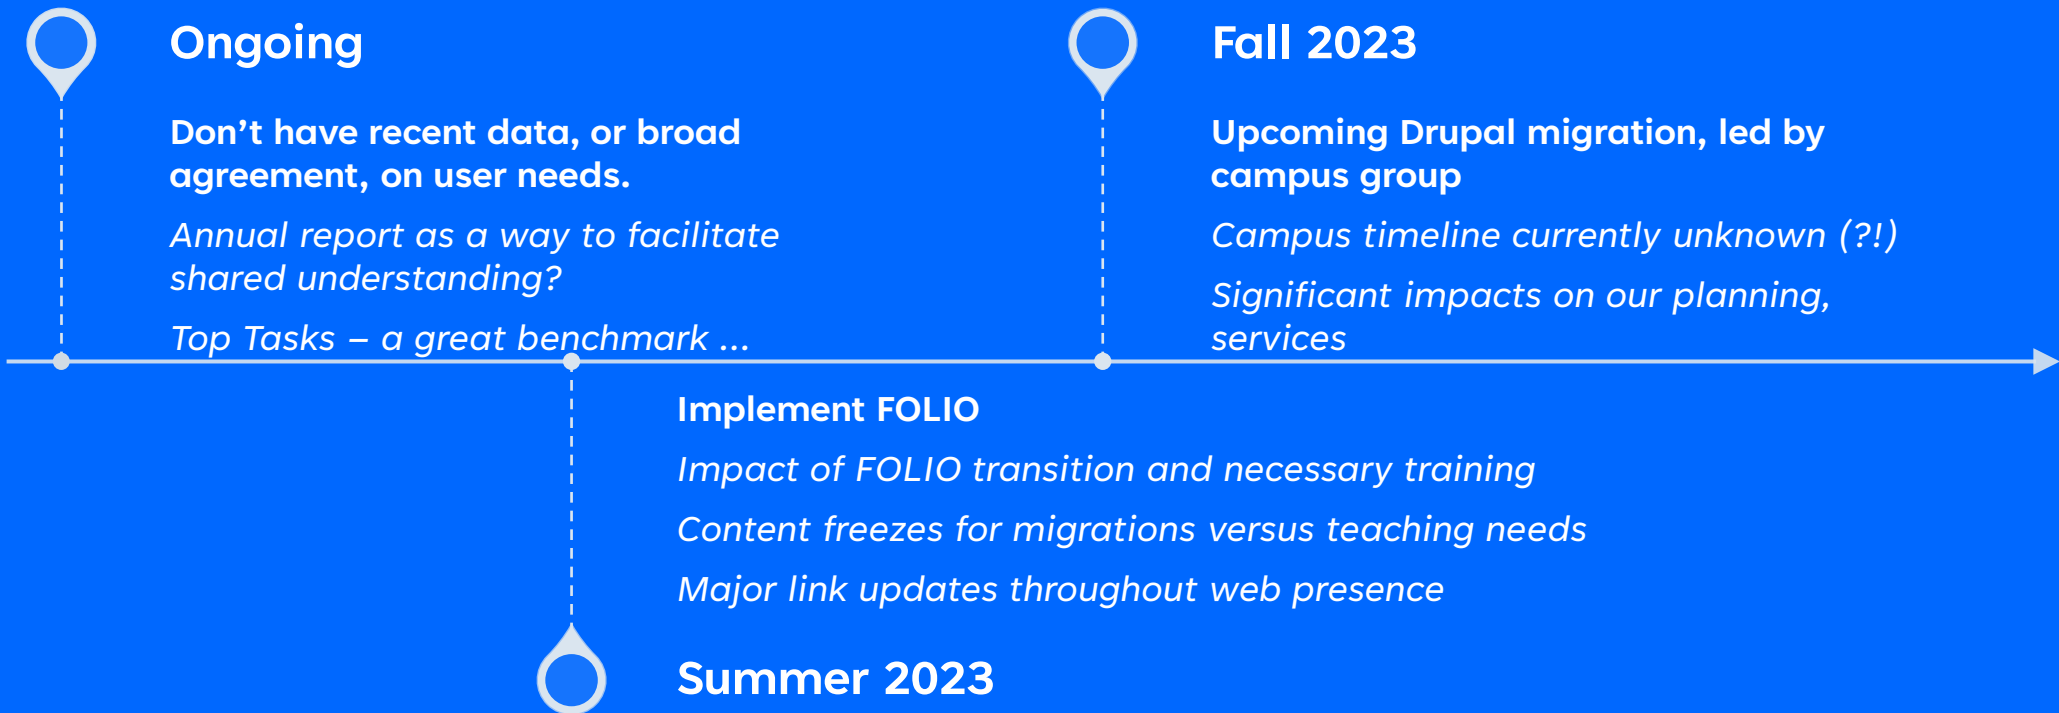 Ongoing
Don’t have recent data, or broad
agreement, on user needs.
Annual report as a way to facilitate
shared understanding?
Top Tasks – a great benchmark ...
Fall 2023
Upcoming Drupal migration, led by
campus group
Campus timeline currently unknown (?!)
Significant impacts on our planning,
services
Implement FOLIO
Impact of FOLIO transition and necessary training
Content freezes for migrations versus teaching needs
Major link updates throughout web presence
Summer 2023